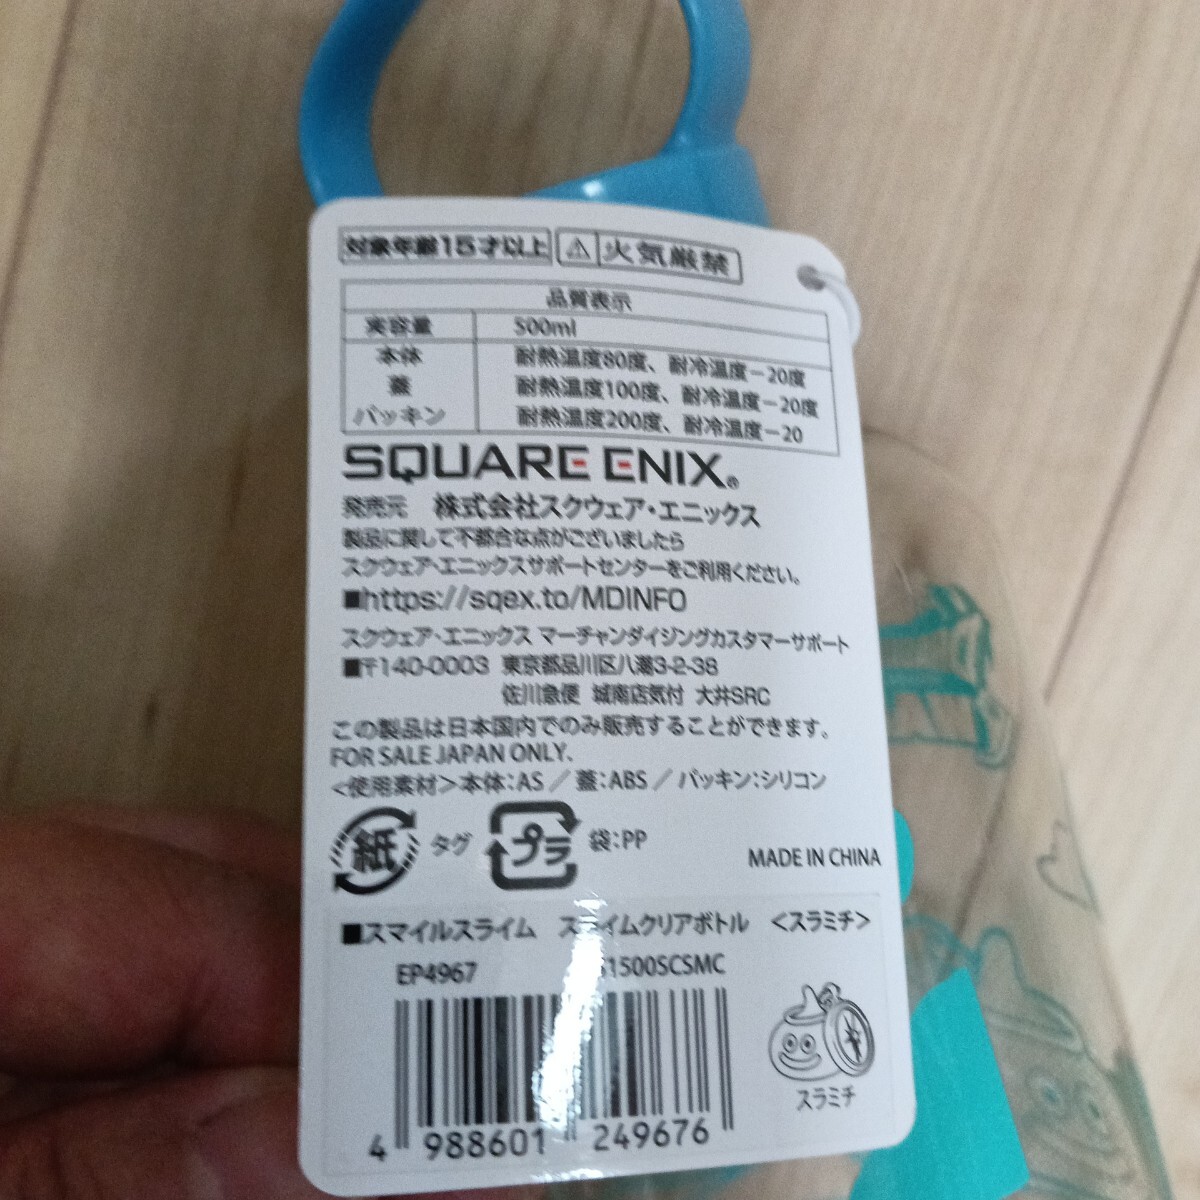 対象年齢15才以上 ⚠ 火気厳禁
品質表示
実容量 500ml
本体 耐熱温度80度、耐冷温度−20度
蓋 耐熱温度100度、耐冷温度−20度
パッキン 耐熱温度200度、耐冷温度−20
SQUARE ENIX®
発売元 株式会社スクウェア・エニックス
製品に関して不都合な点がございましたら
スクウェア・エニックスサポートセンターをご利用ください。
■https://sqex.to/MDINFO
スクウェア・エニックス マーチャンダイジングカスタマーサポート
■〒140-0003 東京都品川区八潮3-2-38
佐川急便 城南店気付 大井SRC
この製品は日本国内でのみ販売することができます。
FOR SALE JAPAN ONLY.
＜使用素材＞本体:AS／蓋:ABS／パッキン:シリコン
紙 タグ プラ 袋:PP
MADE IN CHINA
■スマイルスライム スライムクリアボトル ＜スラミチ＞
EP4967 1500SCSMC
スラミチ
4 988601 249676